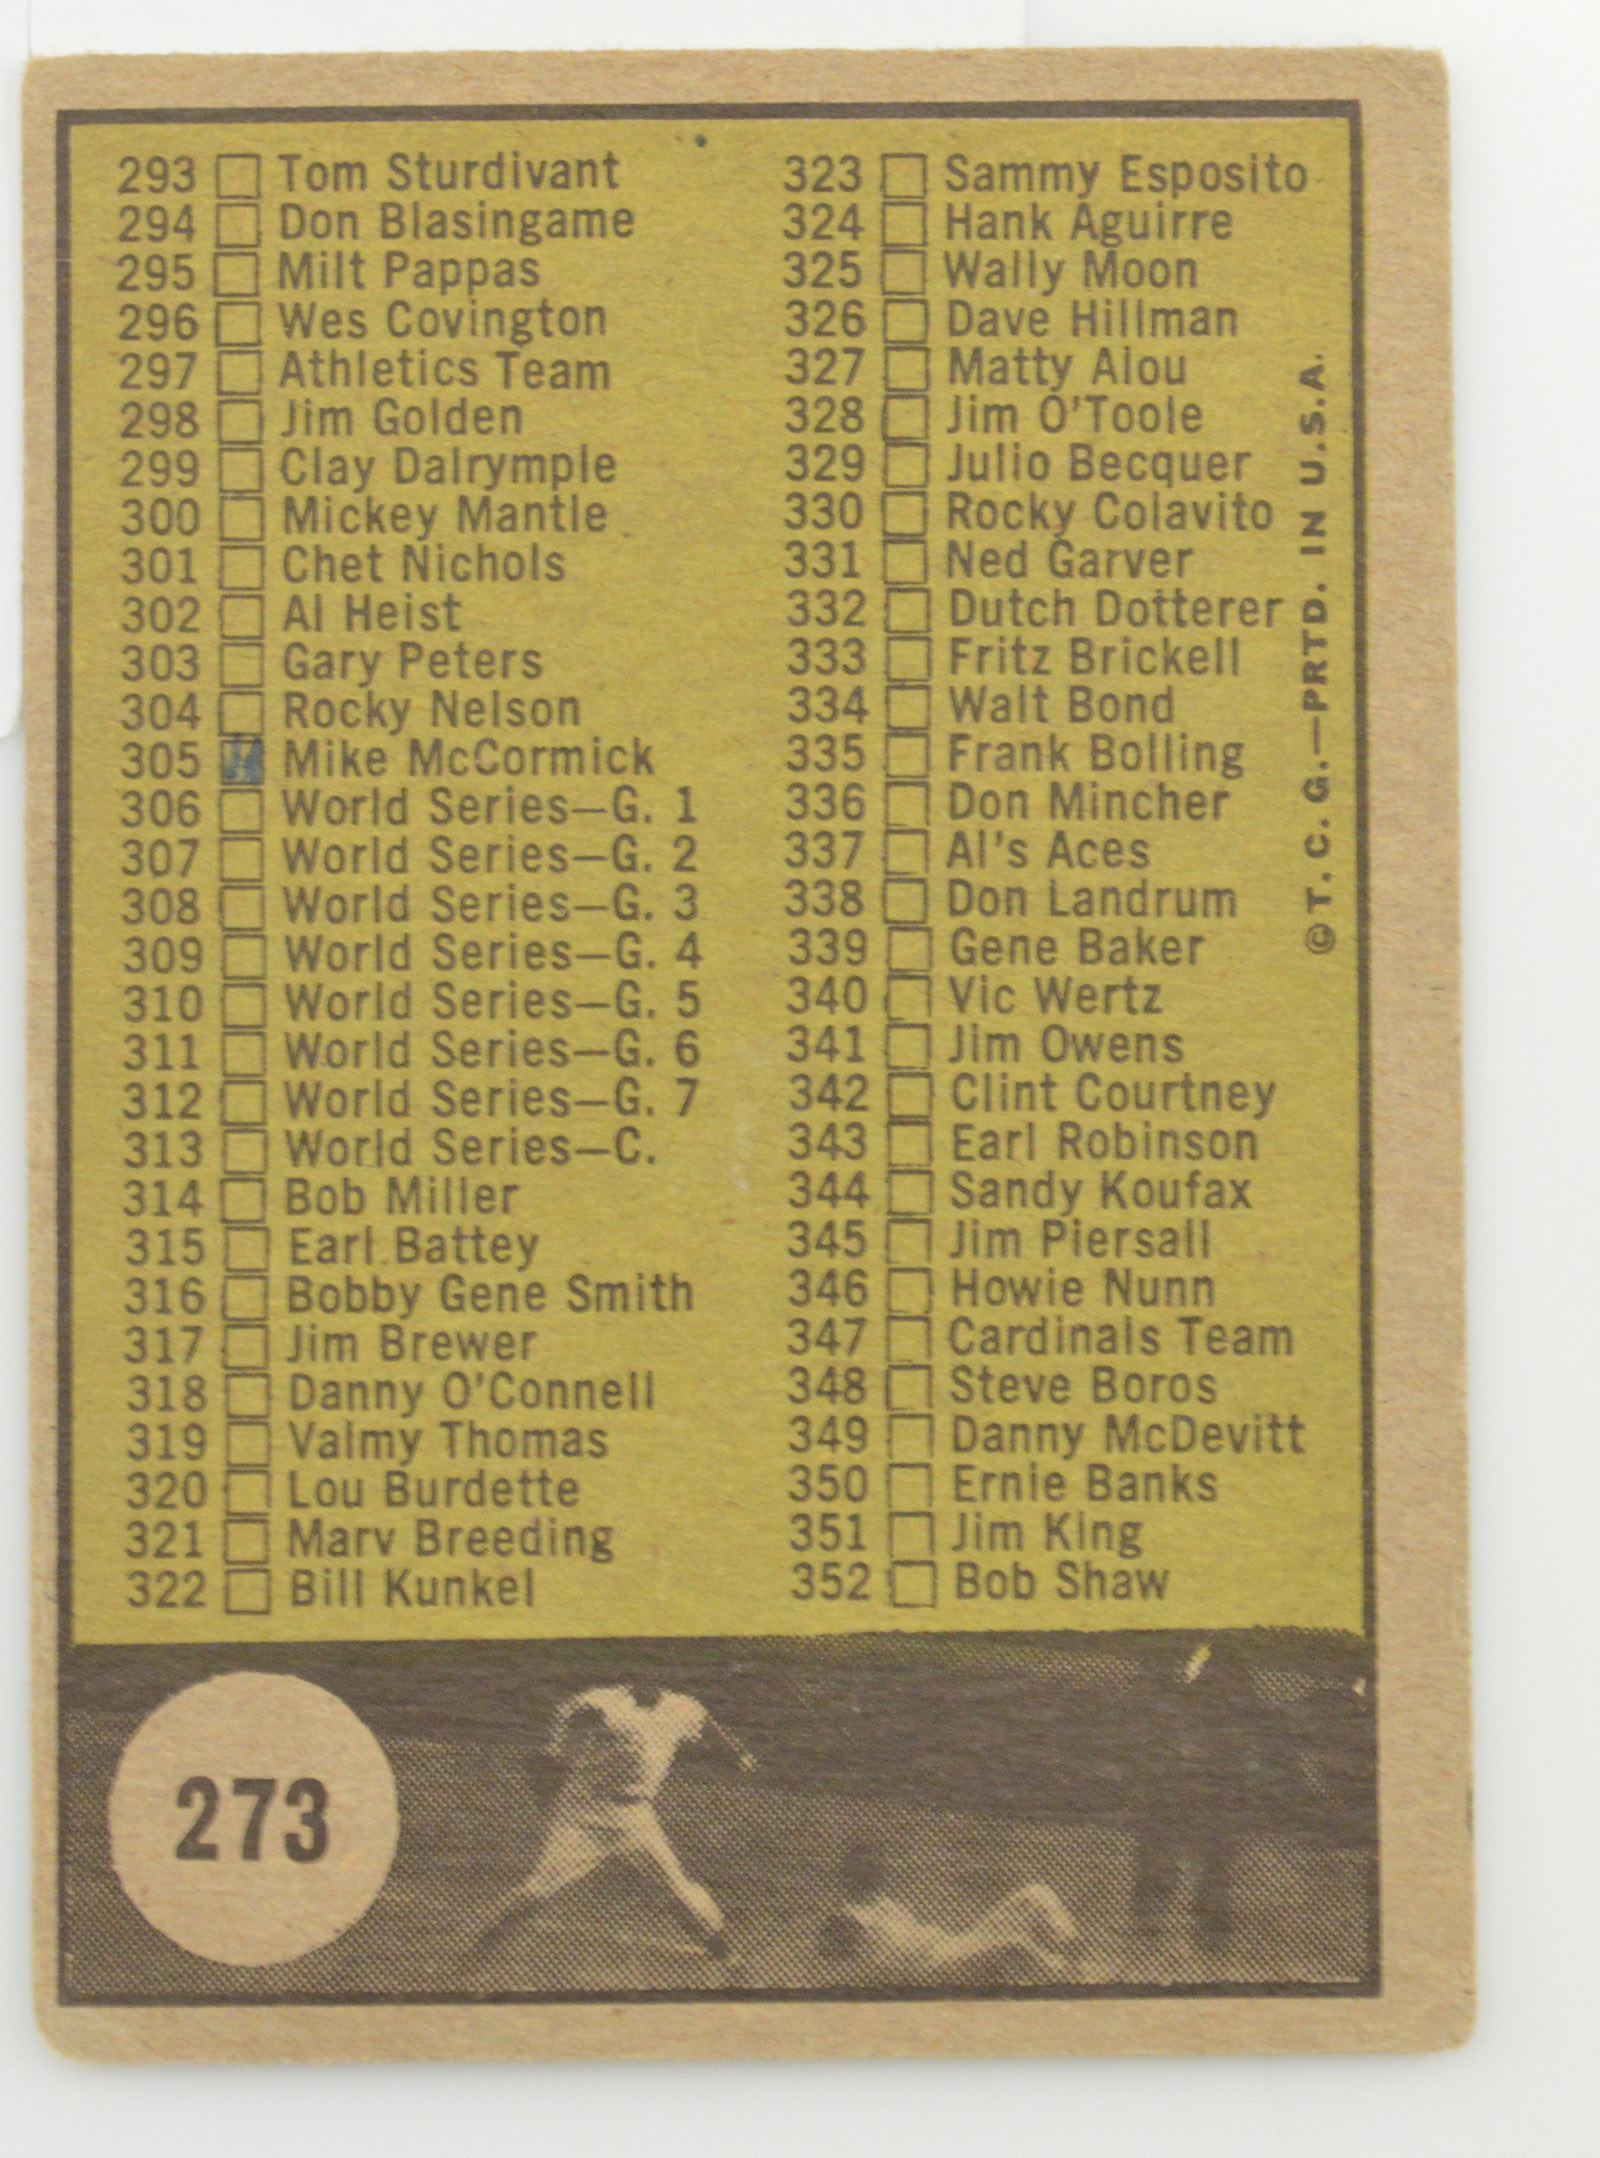 293 Tom Sturdivant
294 Don Blasingame
295 Milt Pappas
296 Wes Covington
297 Athletics Team
298 Jim Golden
299 Clay Dalrymple
300 Mickey Mantle
301 Chet Nichols
302 Al Heist
303 Gary Peters
304 Rocky Nelson
305 Mike McCormick
306 World Series—G. 1
307 World Series—G. 2
308 World Series—G. 3
309 World Series—G. 4
310 World Series—G. 5
311 World Series—G. 6
312 World Series—G. 7
313 World Series—C.
314 Bob Miller
315 Earl Battey
316 Bobby Gene Smith
317 Jim Brewer
318 Danny O'Connell
319 Valmy Thomas
320 Lou Burdette
321 Marv Breeding
322 Bill Kunkel
323 Sammy Esposito
324 Hank Aguirre
325 Wally Moon
326 Dave Hillman
327 Matty Alou
328 Jim O'Toole
329 Julio Becquer
330 Rocky Colavito
331 Ned Garver
332 Dutch Dotterer
333 Fritz Brickell
334 Walt Bond
335 Frank Bolling
336 Don Mincher
337 Al's Aces
338 Don Landrum
339 Gene Baker
340 Vic Wertz
341 Jim Owens
342 Clint Courtney
343 Earl Robinson
344 Sandy Koufax
345 Jim Piersall
346 Howie Nunn
347 Cardinals Team
348 Steve Boros
349 Danny McDevitt
350 Ernie Banks
351 Jim King
352 Bob Shaw
© T. C. G.—PRTD. IN U.S.A.
273